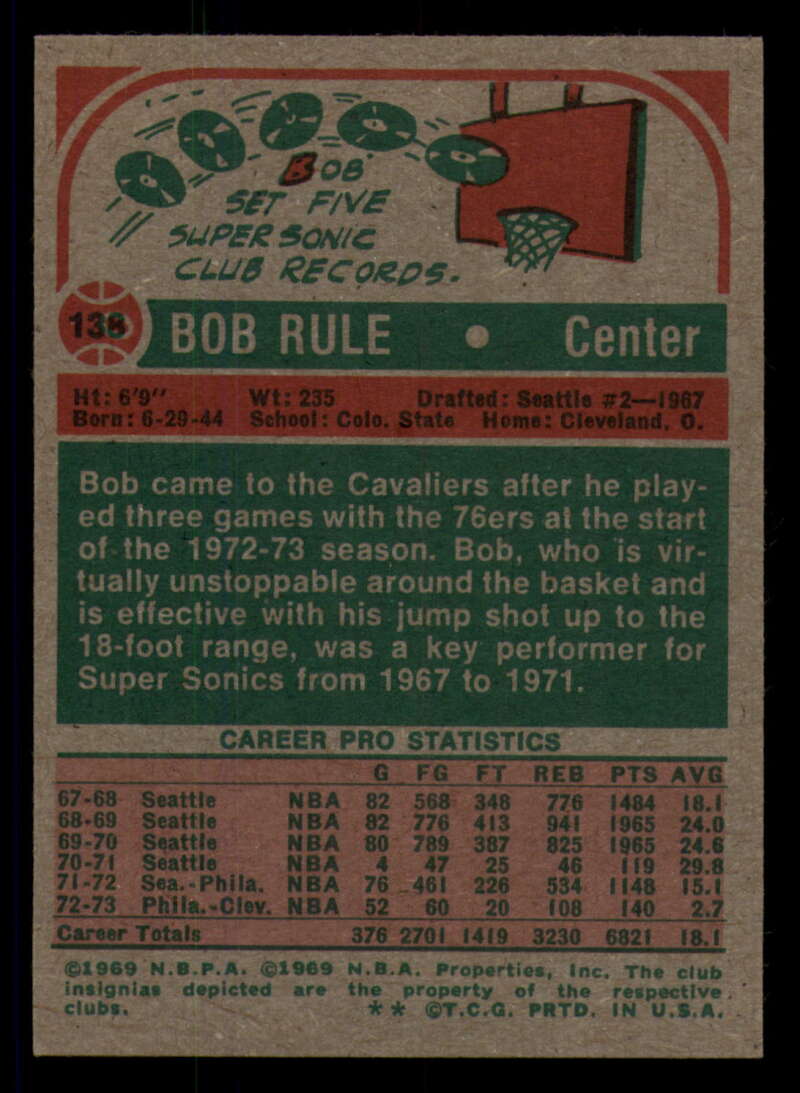 BOB
SET FIVE
SUPER SONIC
CLUB RECORDS.
138 BOB RULE • Center
Ht: 6'9" Wt: 235 Drafted: Seattle #2—1967
Born: 6-29-44 School: Colo. State Home: Cleveland, O.
Bob came to the Cavaliers after he play-
ed three games with the 76ers at the start
of the 1972-73 season. Bob, who is vir-
tually unstoppable around the basket and
is effective with his jump shot up to the
18-foot range, was a key performer for
Super Sonics from 1967 to 1971.
CAREER PRO STATISTICS
G FG FT REB PTS AVG
67-68 Seattle NBA 82 568 348 776 1484 18.1
68-69 Seattle NBA 82 776 413 941 1965 24.0
69-70 Seattle NBA 80 789 387 825 1965 24.6
70-71 Seattle NBA 4 47 25 46 119 29.8
71-72 Sea.-Phila. NBA 76 461 226 534 1148 15.1
72-73 Phila.-Clev. NBA 52 60 20 108 140 2.7
Career Totals 376 2701 1419 3230 6821 18.1
©1969 N.B.P.A. ©1969 N.B.A. Properties, Inc. The club
insignias depicted are the property of the respective
clubs. ** ©T.C.G. PRTD. IN U.S.A.